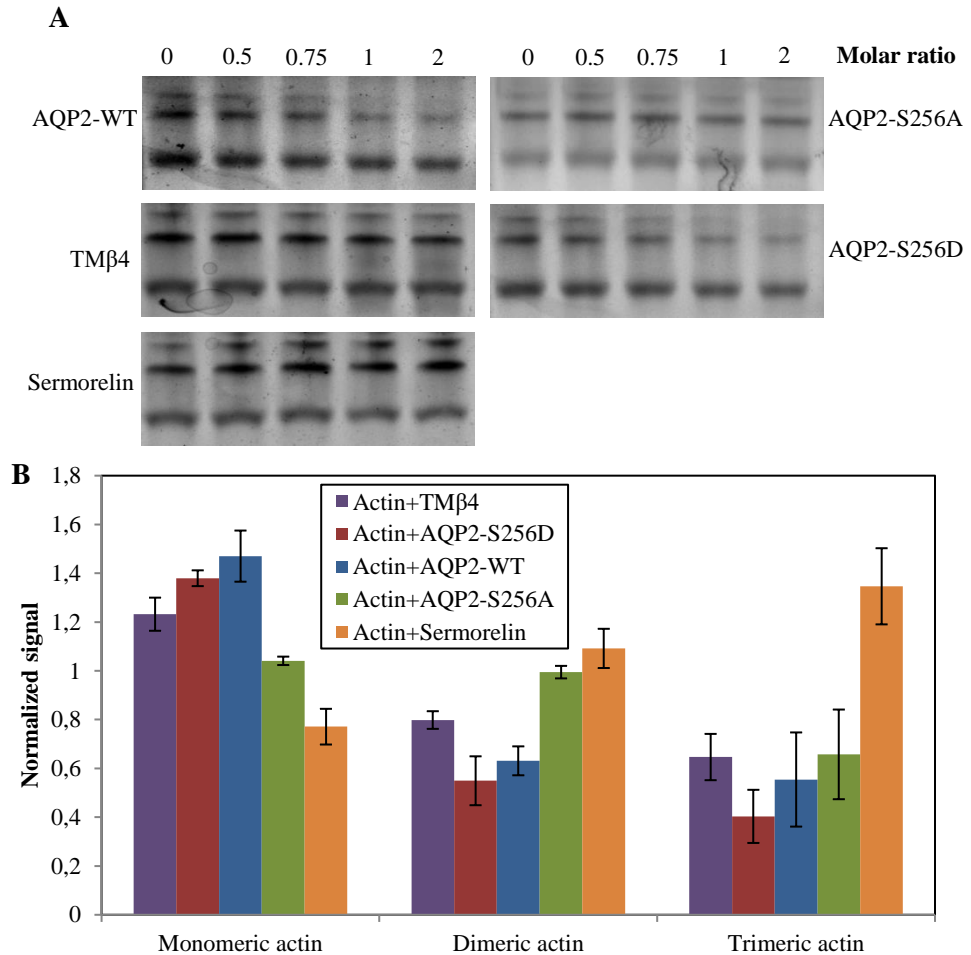 A
0 0.5 0.75 1 2 0 0.5 0.75 1 2 Molar ratio
AQP2-WT AQP2-S256A
TMβ4 AQP2-S256D
Sermorelin
B
1,8
1,6
1,4
1,2
1
0,8
0,6
0,4
0,2
0
Normalized signal
Actin+TMβ4
Actin+AQP2-S256D
Actin+AQP2-WT
Actin+AQP2-S256A
Actin+Sermorelin
Monomeric actin Dimeric actin Trimeric actin